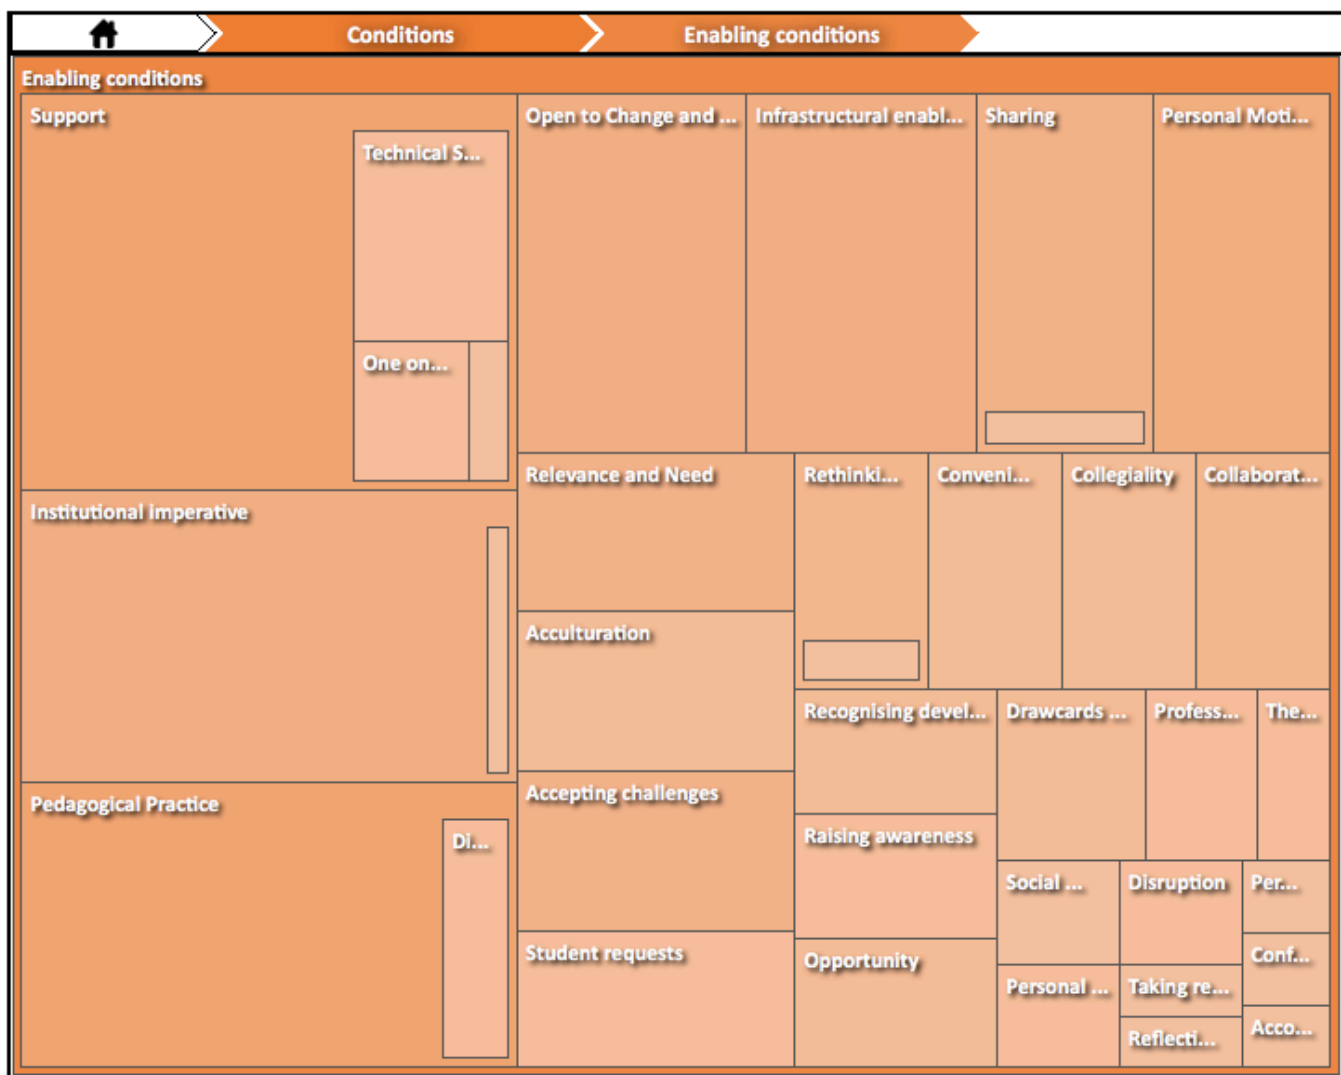 Conditions
Enabling conditions
Enabling conditions
Support
Technical S...
One on...
Institutional imperative
Pedagogical Practice
Di...
Open to Change and ...
Infrastructural enabl...
Sharing
Personal Moti...
Relevance and Need
Rethinki...
Conveni...
Collegiality
Collaborat...
Acculturation
Accepting challenges
Student requests
Recognising devel...
Drawcards ...
Profess...
The...
Raising awareness
Opportunity
Social ...
Disruption
Per...
Conf...
Personal ...
Taking re...
Reflecti...
Acco...